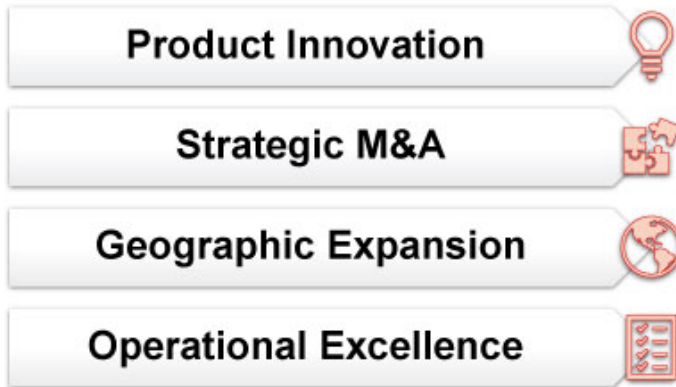 Product Innovation
Strategic M&A
Geographic Expansion
Operational Excellence